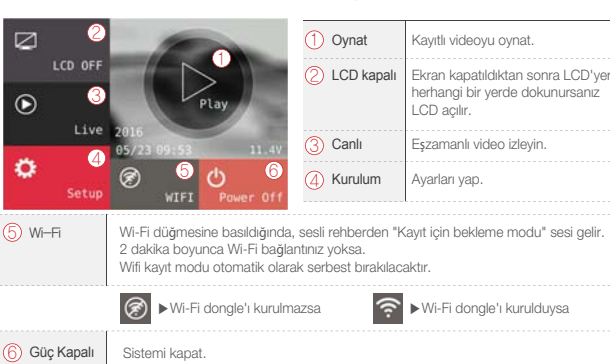 ② LCD OFF
③ Live
④ Setup
① Play
2016
05/23 09:53 11.4V
⑤ WIFI
⑥ Power Off
① Oynat Kayıtlı videoyu oynat.
② LCD kapalı Ekran kapatıldıktan sonra LCD'yer
herhangi bir yerde dokunursanız
LCD açılır.
③ Canlı Eşzamanlı video izleyin.
④ Kurulum Ayarları yap.
⑤ Wi-Fi Wi-Fi düğmesine basıldığında, sesli rehberden "Kayıt için bekleme modu" sesi gelir.
2 dakika boyunca Wi-Fi bağlantınız yoksa.
Wifi kayıt modu otomatik olarak serbest bırakılacaktır.
▶Wi-Fi dongle'ı kurulmazsa ▶Wi-Fi dongle'ı kurulduysa
⑥ Güç Kapalı Sistemi kapat.